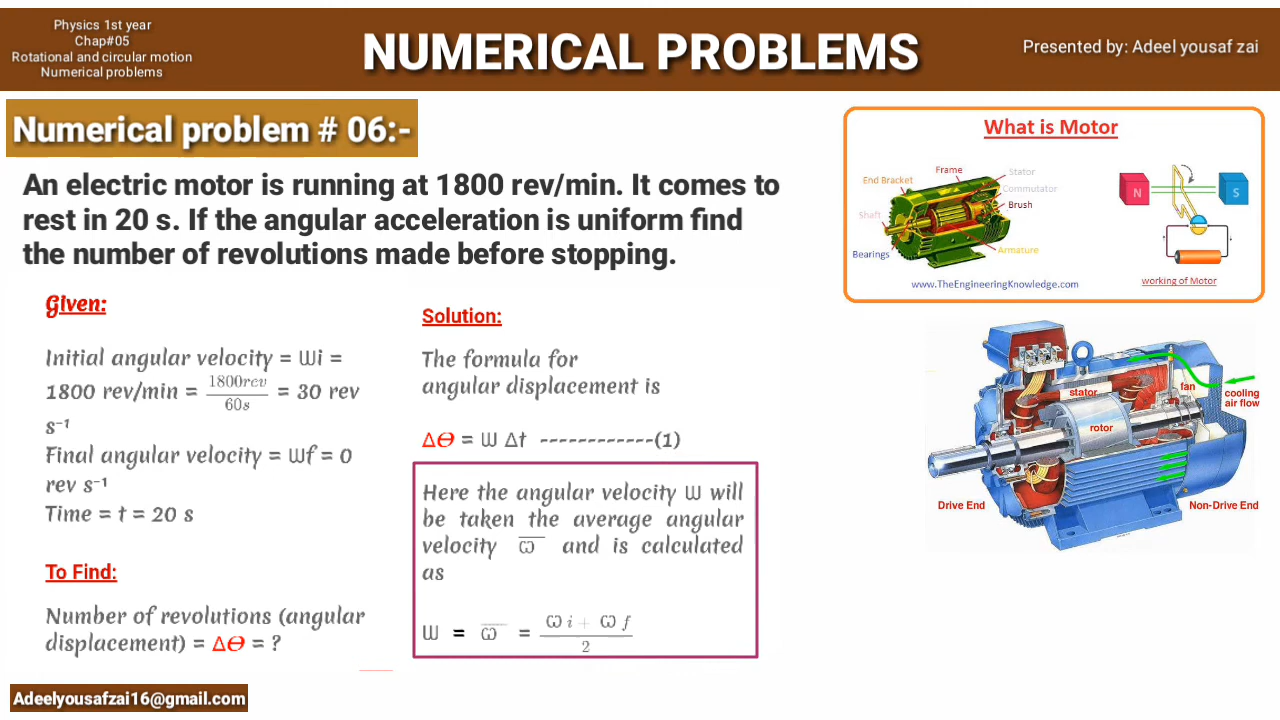 Physics 1st year
Chap#05
Rotational and circular motion
Numerical problems
NUMERICAL PROBLEMS
Presented by: Adeel yousaf zai
Numerical problem # 06:-
An electric motor is running at 1800 rev/min. It comes to
rest in 20 s. If the angular acceleration is uniform find
the number of revolutions made before stopping.
Given:
Initial angular velocity = ωi =
1800 rev/min = 1800rev/60s = 30 rev
s⁻¹
Final angular velocity = ωf = 0
rev s⁻¹
Time = t = 20 s
To Find:
Number of revolutions (angular
displacement) = ΔΘ = ?
Solution:
The formula for
angular displacement is
ΔΘ = ω Δt ------------(1)
Here the angular velocity ω will
be taken the average angular
velocity ω̅ and is calculated
as
ω = ω̅ = ω i + ω f / 2
What is Motor
Frame
Stator
End Bracket
Commutator
Brush
Shaft
Armature
Bearings
N
S
www.TheEngineeringKnowledge.com
working of Motor
stator
fan
cooling
air flow
rotor
Drive End
Non-Drive End
Adeelyousafzai16@gmail.com